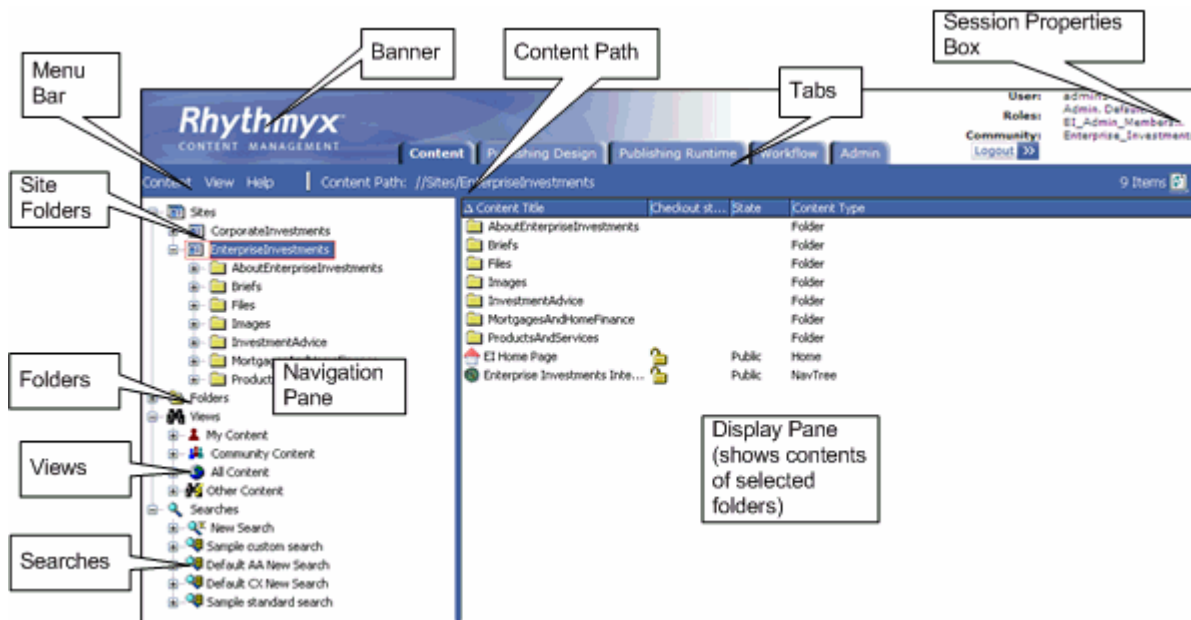 Banner
Content Path
Session Properties
Box
Menu
Bar
Tabs
Rhythmyx
CONTENT MANAGEMENT
User:
Roles: Admin, Default
EI_Admin_Members...
Community: Enterprise_Investments
Logout
Content Publishing Design Publishing Runtime Workflow Admin
Content View Help Content Path: //Sites/EnterpriseInvestments 9 Items
Site
Folders
Folders
Views
Searches
Sites
CorporateInvestments
EnterpriseInvestments
AboutEnterpriseInvestments
Briefs
Files
Images
InvestmentAdvice
Folders
Views
My Content
Community Content
All Content
Other Content
Searches
New Search
Sample custom search
Default AA New Search
Default CX New Search
Sample standard search
Navigation
Pane
Content Title Checkout st... State Content Type
AboutEnterpriseInvestments Folder
Briefs Folder
Files Folder
Images Folder
InvestmentAdvice Folder
MortgagesAndHomeFinance Folder
ProductsAndServices Folder
EI Home Page Public Home
Enterprise Investments Inte... Public NavTree
Display Pane
(shows contents
of selected
folders)